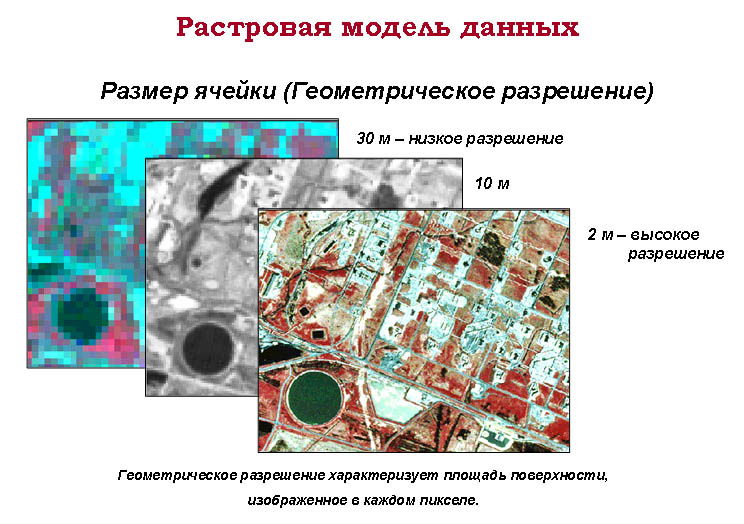 Растровая модель данных
Размер ячейки (Геометрическое разрешение)
30 м – низкое разрешение
10 м
2 м – высокое
разрешение
Геометрическое разрешение характеризует площадь поверхности,
изображенное в каждом пикселе.